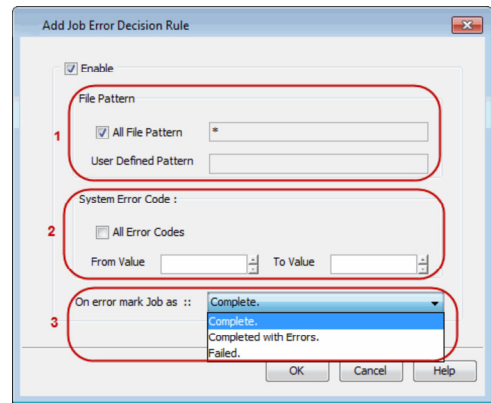 Add Job Error Decision Rule
Enable
File Pattern
1
All File Pattern *
User Defined Pattern
System Error Code :
2
All Error Codes
From Value To Value
On error mark Job as :: Complete.
3
Complete.
Completed with Errors.
Failed.
OK Cancel Help